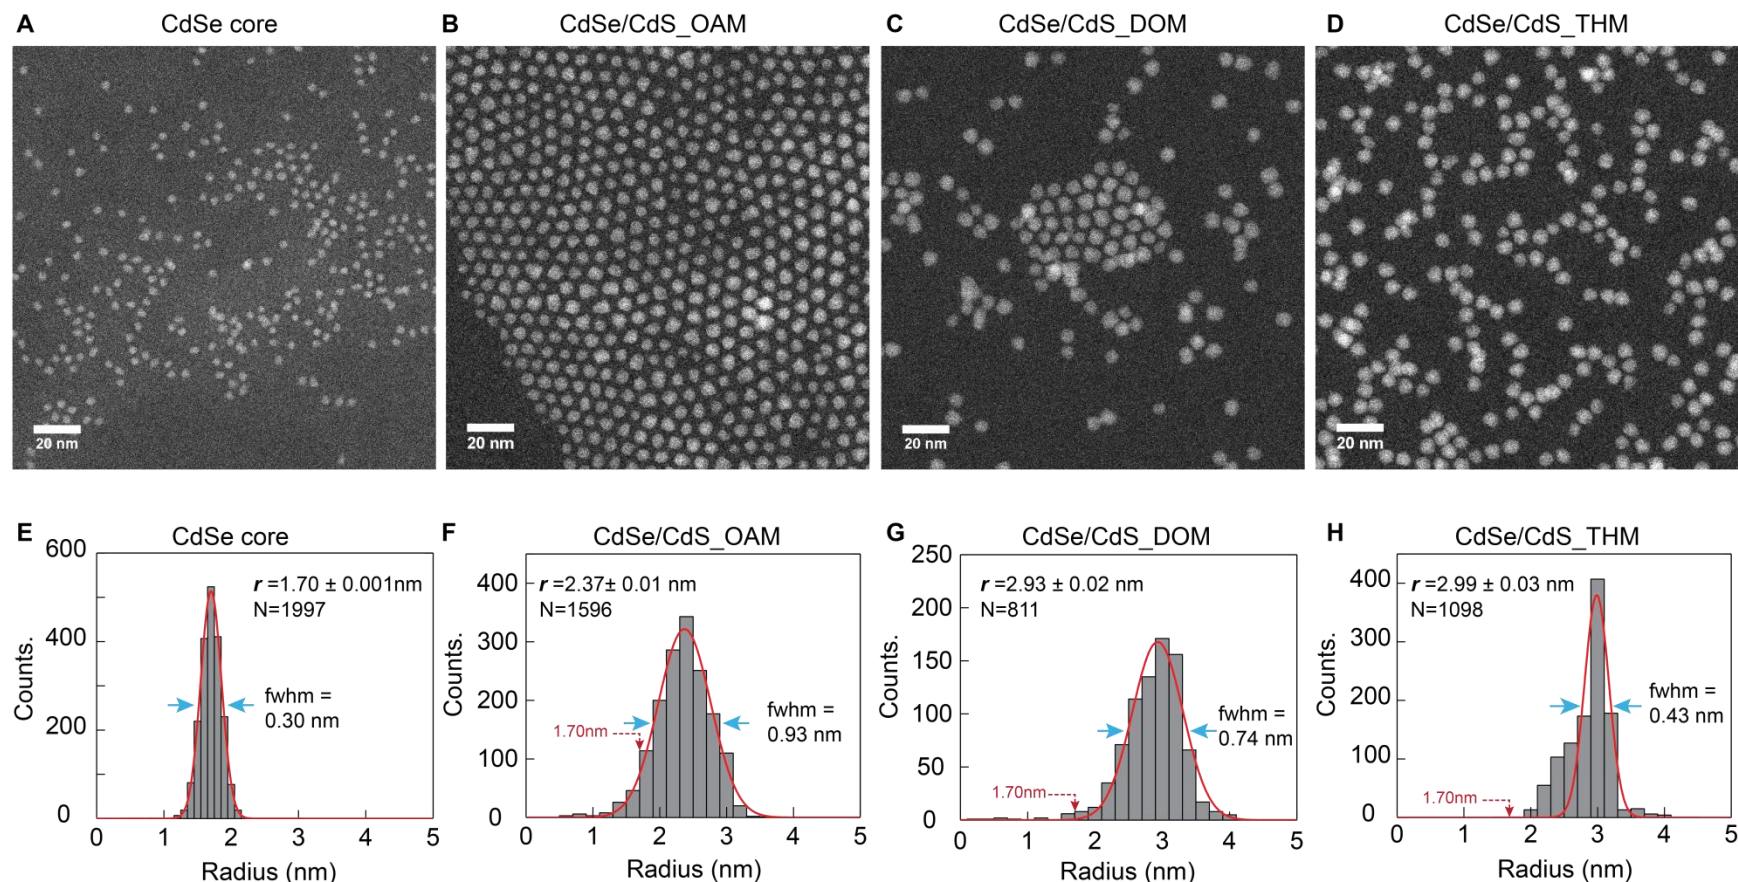 A CdSe core
B CdSe/CdS_OAM
C CdSe/CdS_DOM
D CdSe/CdS_THM
20 nm
20 nm
20 nm
20 nm
E CdSe core
600
400
200
0
Counts.
r =1.70 ± 0.001nm
N=1997
fwhm =
0.30 nm
0 1 2 3 4 5
Radius (nm)
F CdSe/CdS_OAM
400
300
200
100
0
Counts.
r =2.37± 0.01 nm
N=1596
1.70nm
fwhm =
0.93 nm
0 1 2 3 4 5
Radius (nm)
G CdSe/CdS_DOM
250
200
150
100
50
0
Counts.
r =2.93 ± 0.02 nm
N=811
1.70nm
fwhm =
0.74 nm
0 1 2 3 4 5
Radius (nm)
H CdSe/CdS_THM
400
300
200
100
0
Counts.
r =2.99 ± 0.03 nm
N=1098
1.70nm
fwhm =
0.43 nm
0 1 2 3 4 5
Radius (nm)